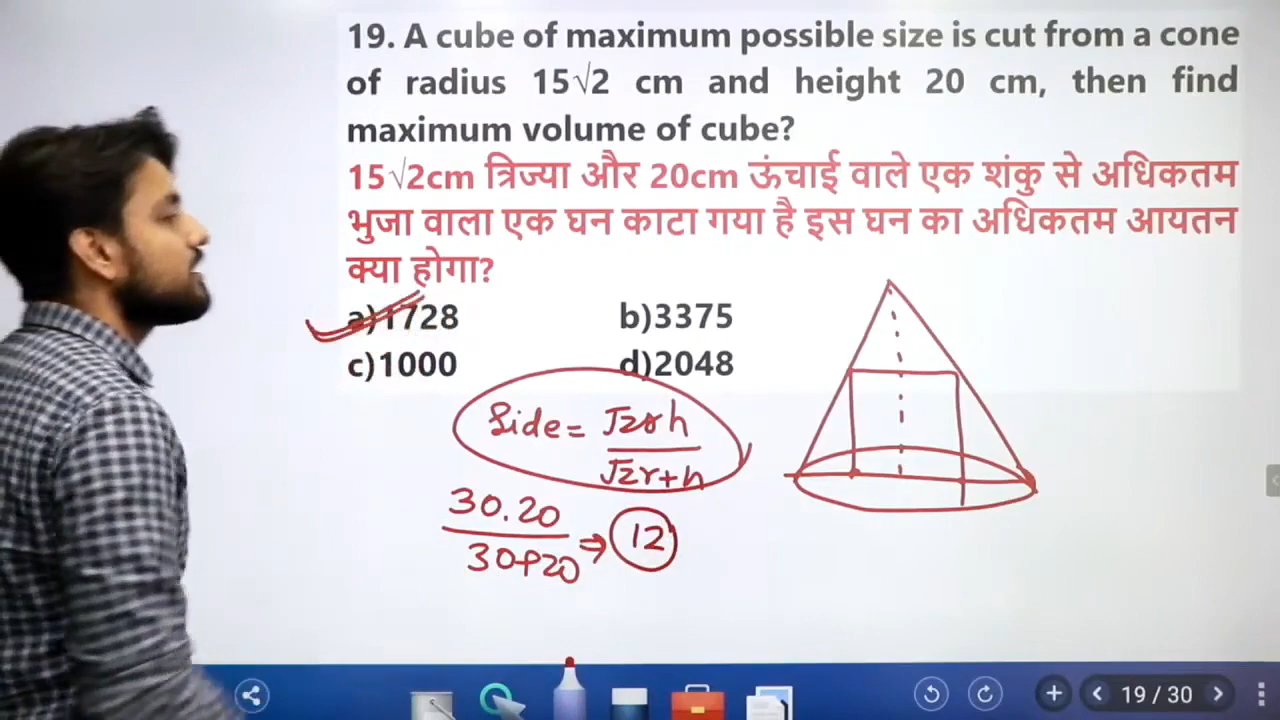 19. A cube of maximum possible size is cut from a cone
of radius 15√2 cm and height 20 cm, then find
maximum volume of cube?
15√2cm त्रिज्या और 20cm ऊंचाई वाले एक शंकु से अधिकतम
भुजा वाला एक घन काटा गया है इस घन का अधिकतम आयतन
क्या होगा?
a)1728 b)3375
c)1000 d)2048
Side = √2rh
√2r+h
30.20
30+20 ⇒ 12
19 / 30